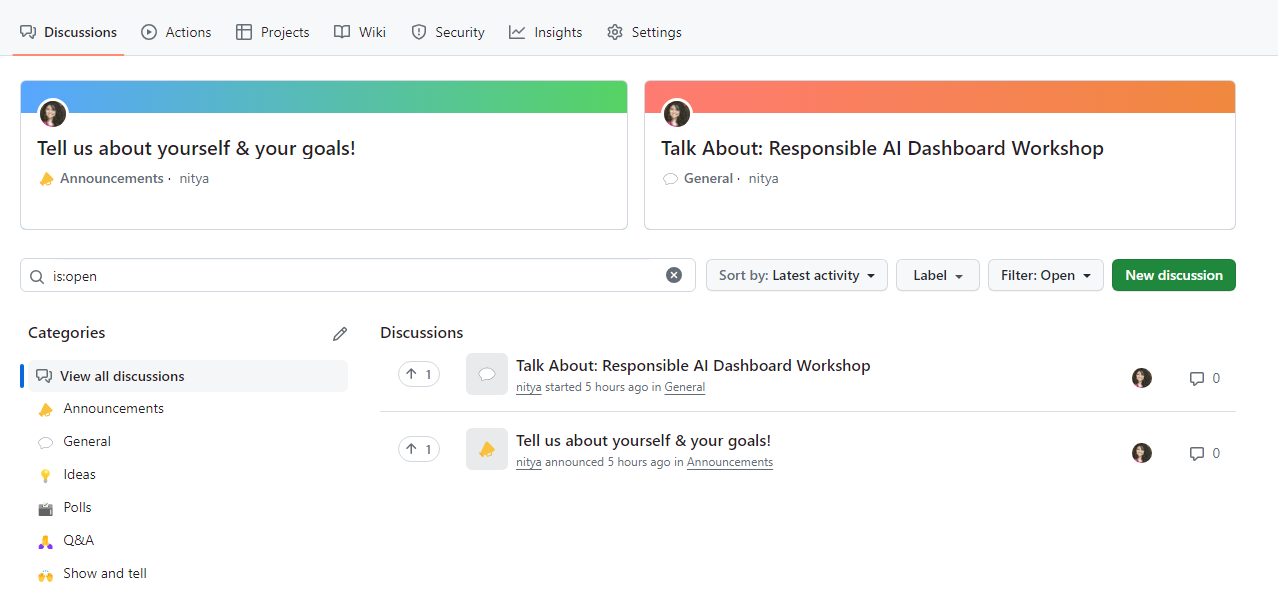 Discussions Actions Projects Wiki Security Insights Settings
Tell us about yourself & your goals!
Announcements · nitya
Talk About: Responsible AI Dashboard Workshop
General · nitya
is:open
Sort by: Latest activity
Label
Filter: Open
New discussion
Categories
View all discussions
Announcements
General
Ideas
Polls
Q&A
Show and tell
Discussions
1
Talk About: Responsible AI Dashboard Workshop
nitya started 5 hours ago in General
0
1
Tell us about yourself & your goals!
nitya announced 5 hours ago in Announcements
0